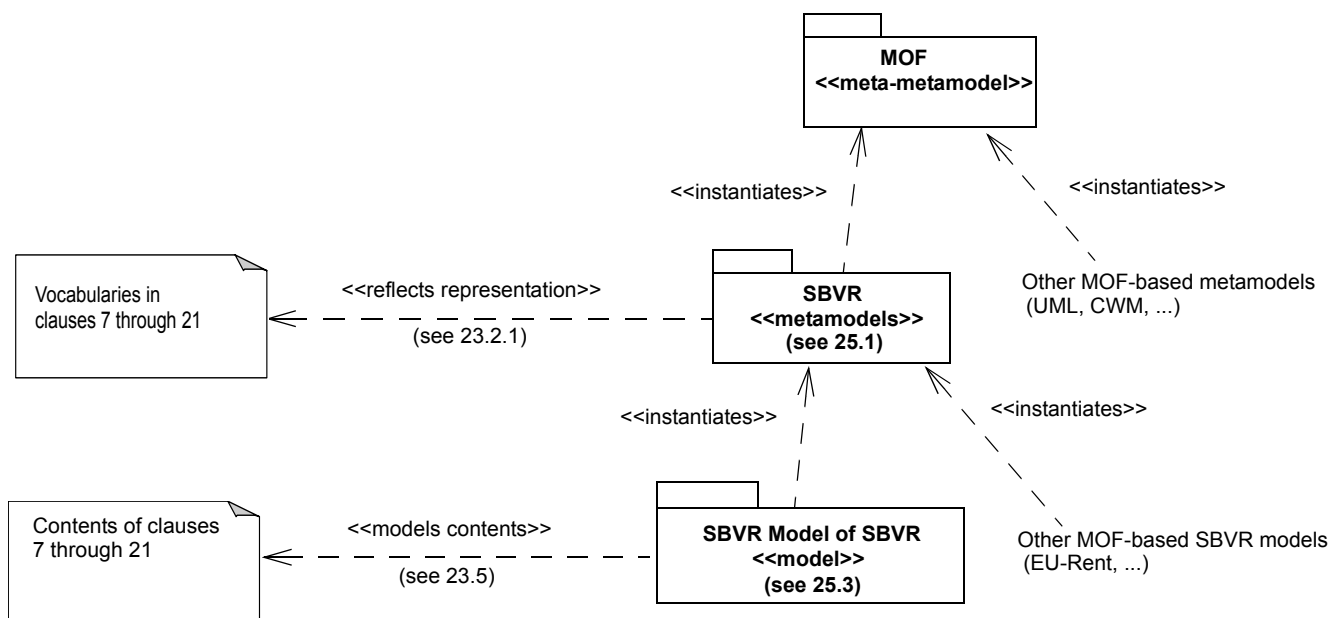 MOF
<<meta-metamodel>>
<<instantiates>>
<<instantiates>>
Vocabularies in
clauses 7 through 21
<<reflects representation>>
(see 23.2.1)
SBVR
<<metamodels>>
(see 25.1)
Other MOF-based metamodels
(UML, CWM, ...)
<<instantiates>>
<<instantiates>>
Contents of clauses
7 through 21
<<models contents>>
(see 23.5)
SBVR Model of SBVR
<<model>>
(see 25.3)
Other MOF-based SBVR models
(EU-Rent, ...)